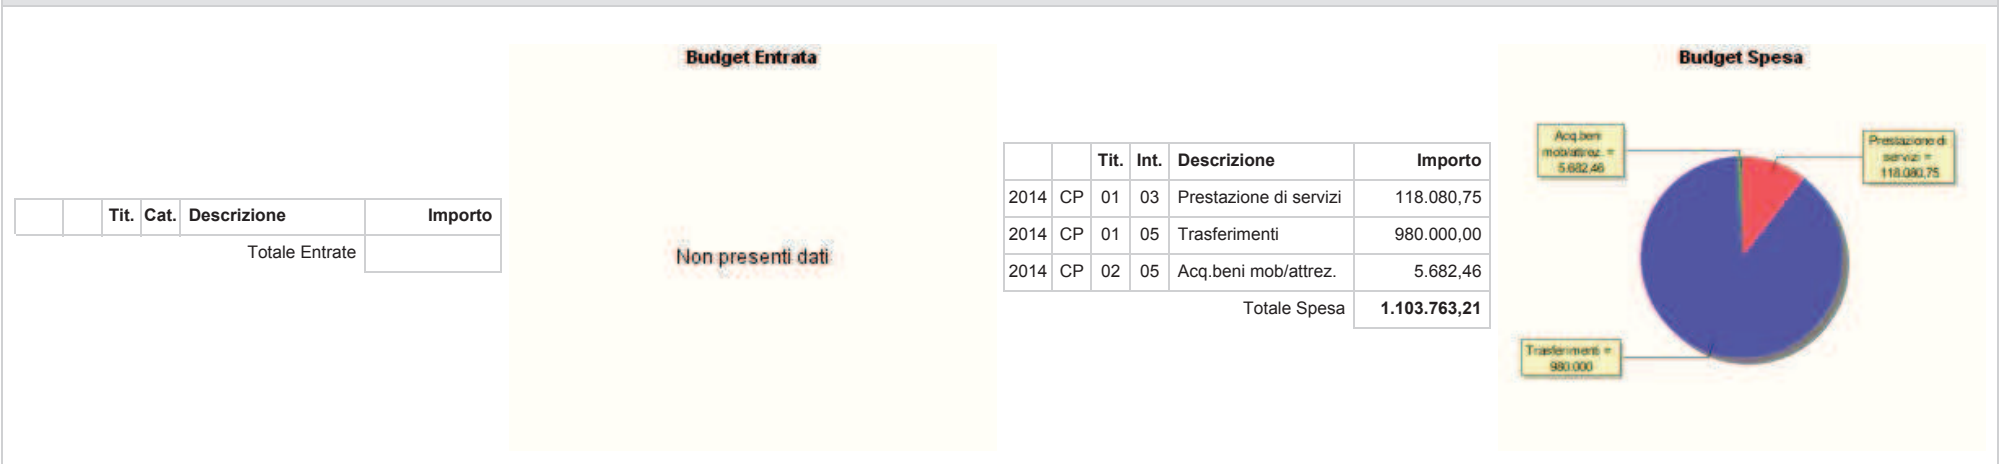 Tit. Cat. Descrizione Importo
Totale Entrate
Budget Entrata
Non presenti dati
Tit. Int. Descrizione Importo
2014 CP 01 03 Prestazione di servizi 118.080,75
2014 CP 01 05 Trasferimenti 980.000,00
2014 CP 02 05 Acq.beni mob/attrez. 5.682,46
Totale Spesa 1.103.763,21
Budget Spesa
Acq.beni
mob/attrez. =
5.682,46
Prestazione di
servizi =
118.080,75
Trasferimenti =
980.000